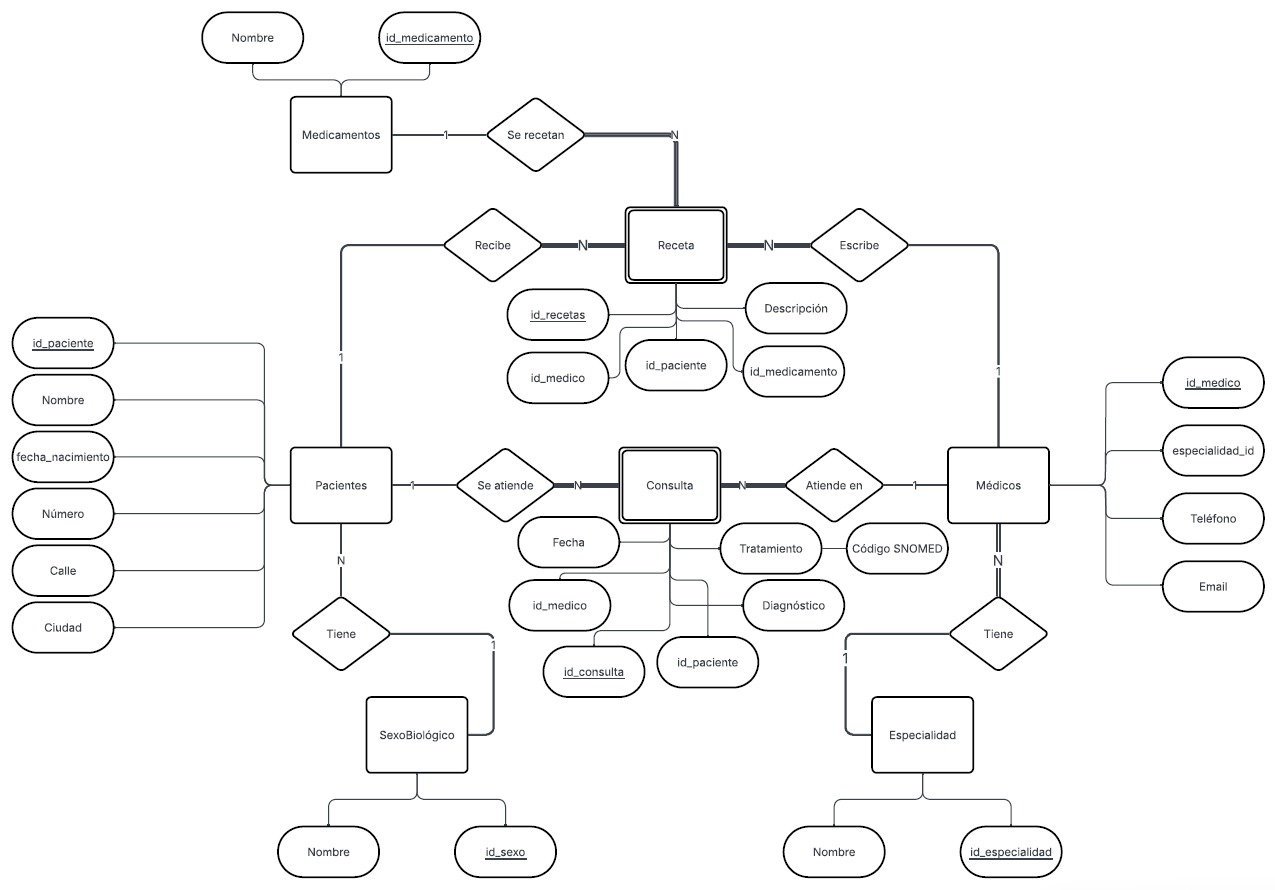 Nombre
id_medicamento
Medicamentos
1
Se recetan
N
Recibe
N
Receta
N
Escribe
id_recetas
Descripción
id_medico
id_paciente
id_medicamento
1
1
id_paciente
Nombre
fecha_nacimiento
Número
Calle
Ciudad
Pacientes
1
Se atiende
N
Consulta
N
Atiende en
1
Médicos
id_medico
especialidad_id
Teléfono
Email
Fecha
Tratamiento
Código SNOMED
id_medico
Diagnóstico
id_consulta
id_paciente
N
Tiene
1
SexoBiológico
Nombre
id_sexo
N
Tiene
1
Especialidad
Nombre
id_especialidad